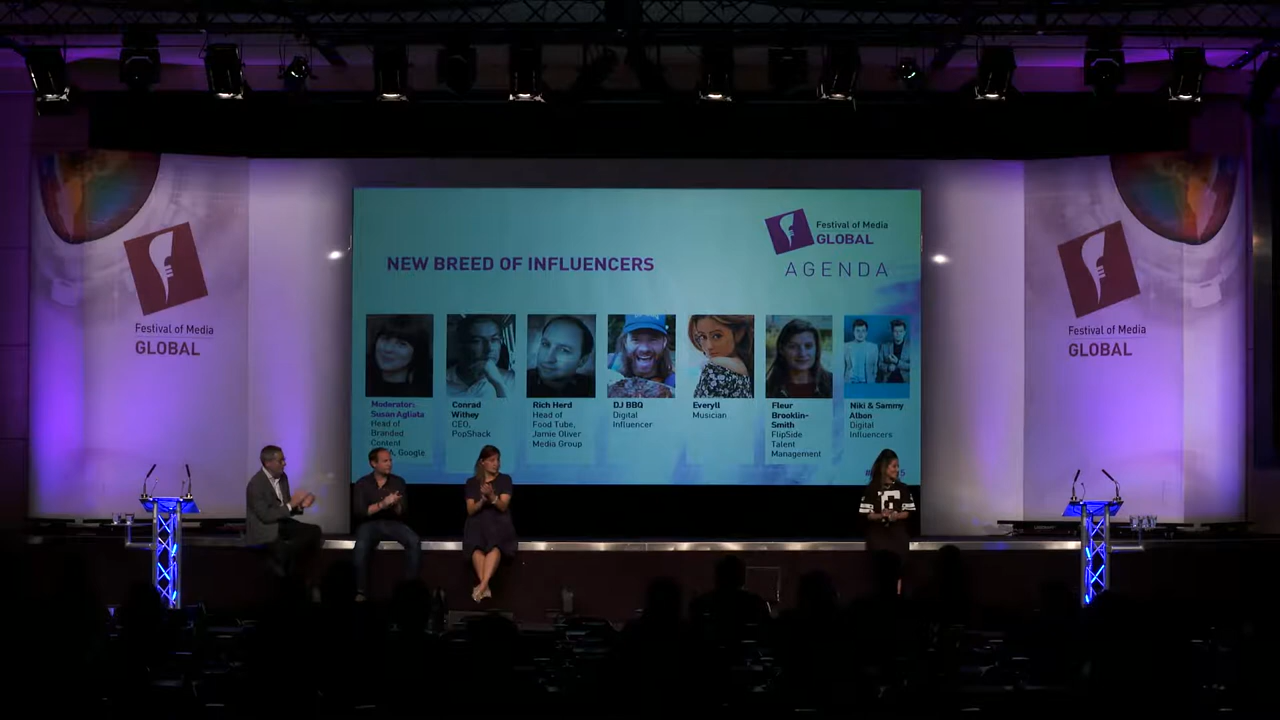 Festival of Media
GLOBAL
Festival of Media
GLOBAL
AGENDA
NEW BREED OF INFLUENCERS
Moderator:
Susan Agliata
Head of
Branded
Content
Google
Conrad
Withey
CEO,
PopShack
Rich Herd
Head of
Food Tube,
Jamie Oliver
Media Group
DJ BBQ
Digital
Influencer
Everyll
Musician
Fleur
Brooklin-
Smith
FlipSide
Talent
Management
Niki & Sammy
Albon
Digital
Influencers
Festival of Media
GLOBAL